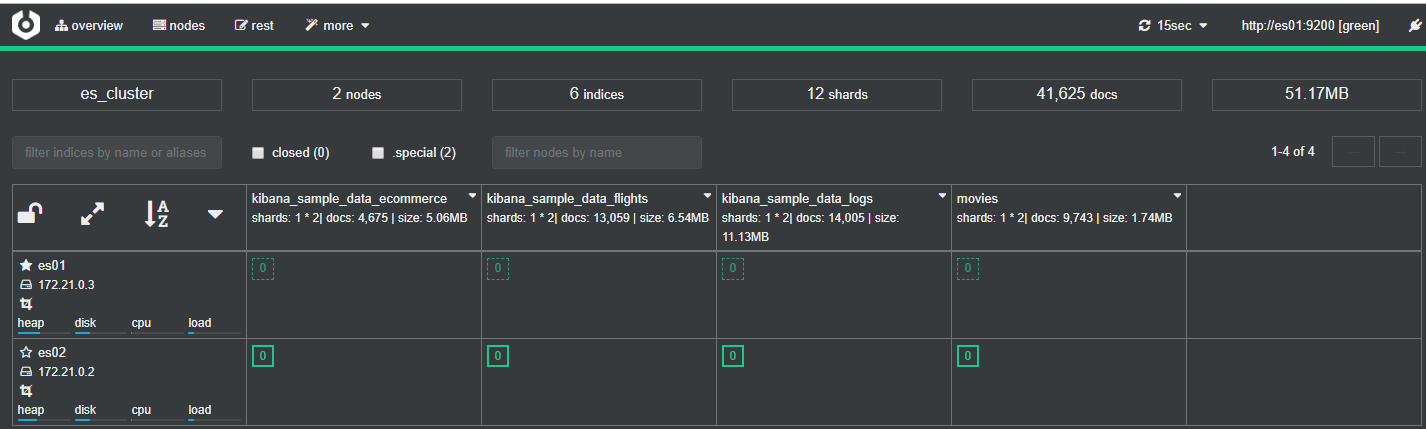 overview nodes rest more 15sec http://es01:9200 [green]
es_cluster 2 nodes 6 indices 12 shards 41,625 docs 51.17MB
filter indices by name or aliases closed (0) .special (2) filter nodes by name 1-4 of 4
A
Z
kibana_sample_data_ecommerce
shards: 1 * 2| docs: 4,675 | size: 5.06MB
kibana_sample_data_flights
shards: 1 * 2| docs: 13,059 | size: 6.54MB
kibana_sample_data_logs
shards: 1 * 2| docs: 14,005 | size:
11.13MB
movies
shards: 1 * 2| docs: 9,743 | size: 1.74MB
es01
172.21.0.3
heap disk cpu load
0 0 0 0
es02
172.21.0.2
heap disk cpu load
0 0 0 0